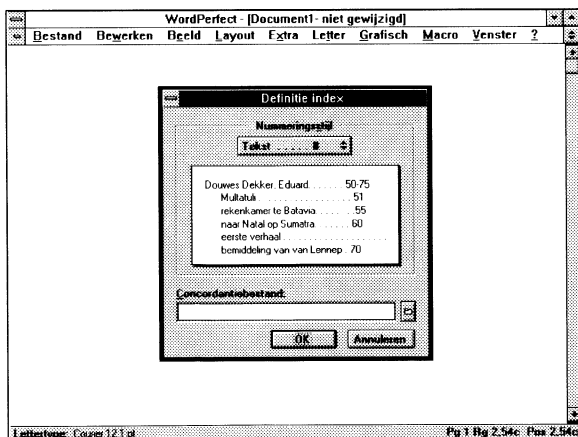 WordPerfect - [Document1- niet gewijzigd]
Bestand Bewerken Beeld Layout Extra Letter Grafisch Macro Venster ?
Definitie index
Nummeringsstijl
Tekst ..... #
Douwes Dekker, Eduard....... 50-75
Multatuli.................... 51
rekenkamer te Batavia...... 55
naar Natal op Sumatra....... 60
eerste verhaal....................
bemiddeling van van Lennep. 70
Concordantiebestand:
OK Annuleren
Lettertype: Courier 12.1 pt Pg 1 Rg 2,54c Pos 2,54c